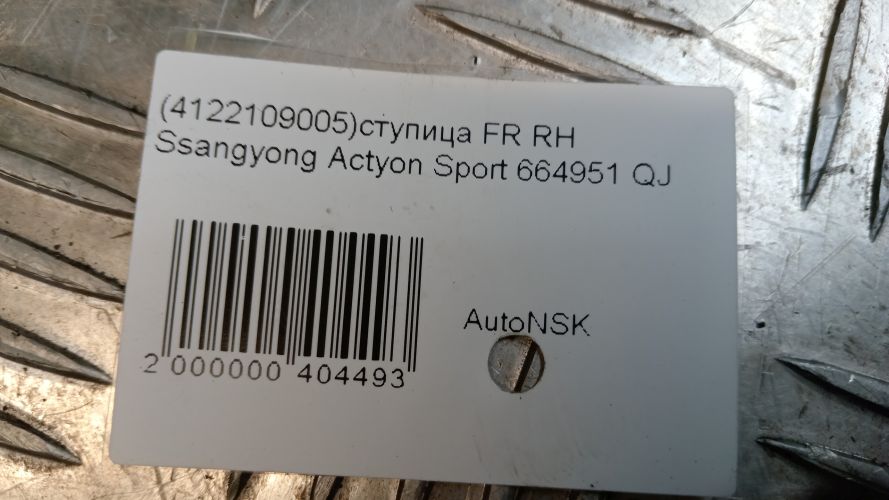 (4122109005)ступица FR RH
Ssangyong Actyon Sport 664951 QJ
AutoNSK
2 000000 404493